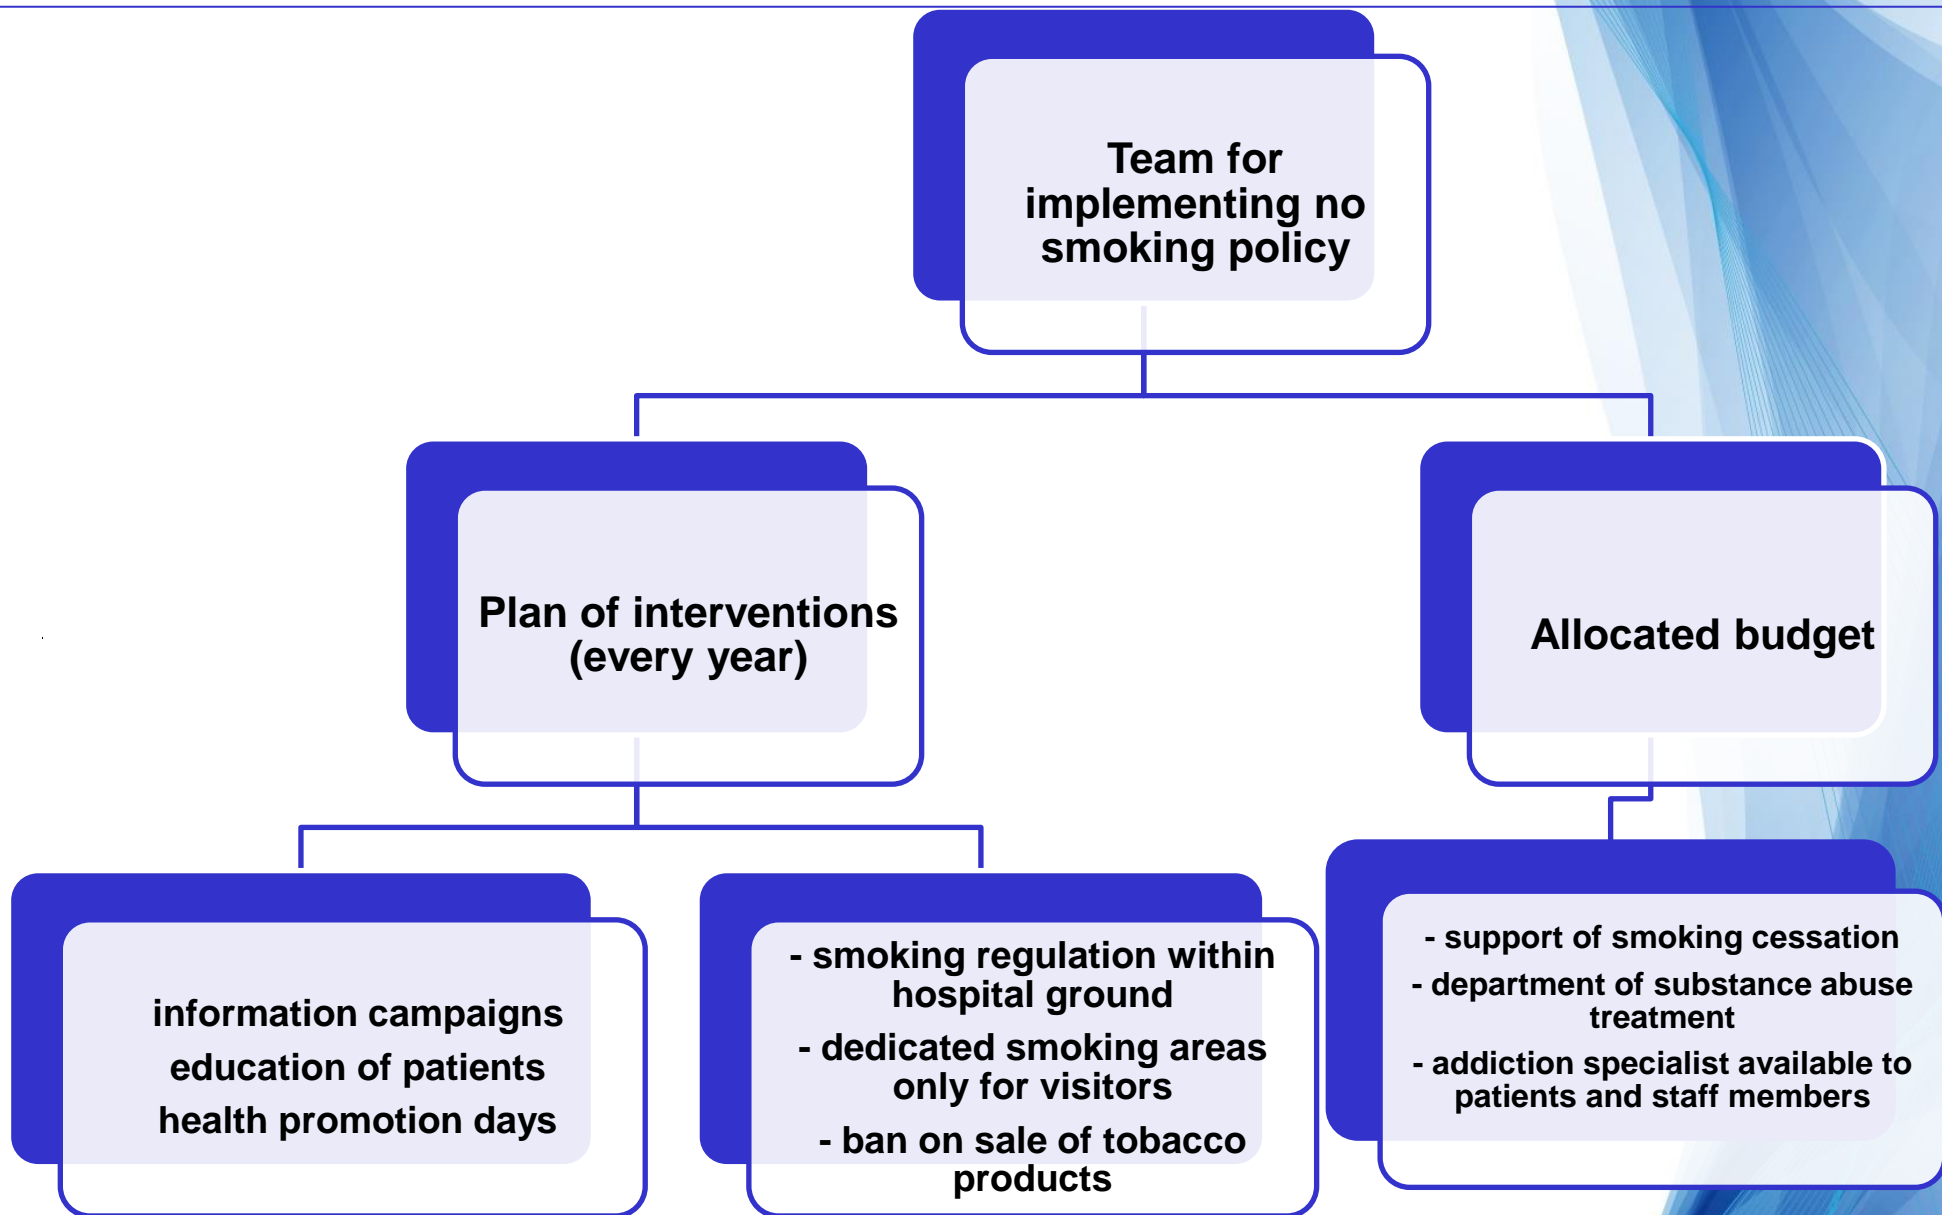 Team for
implementing no
smoking policy
Plan of interventions
(every year)
Allocated budget
information campaigns
education of patients
health promotion days
- smoking regulation within
hospital ground
- dedicated smoking areas
only for visitors
- ban on sale of tobacco
products
- support of smoking cessation
- department of substance abuse
treatment
- addiction specialist available to
patients and staff members